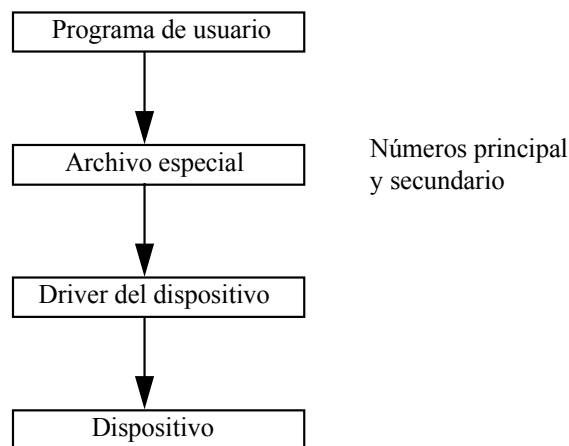 Programa de usuario
Archivo especial
Números principal
y secundario
Driver del dispositivo
Dispositivo